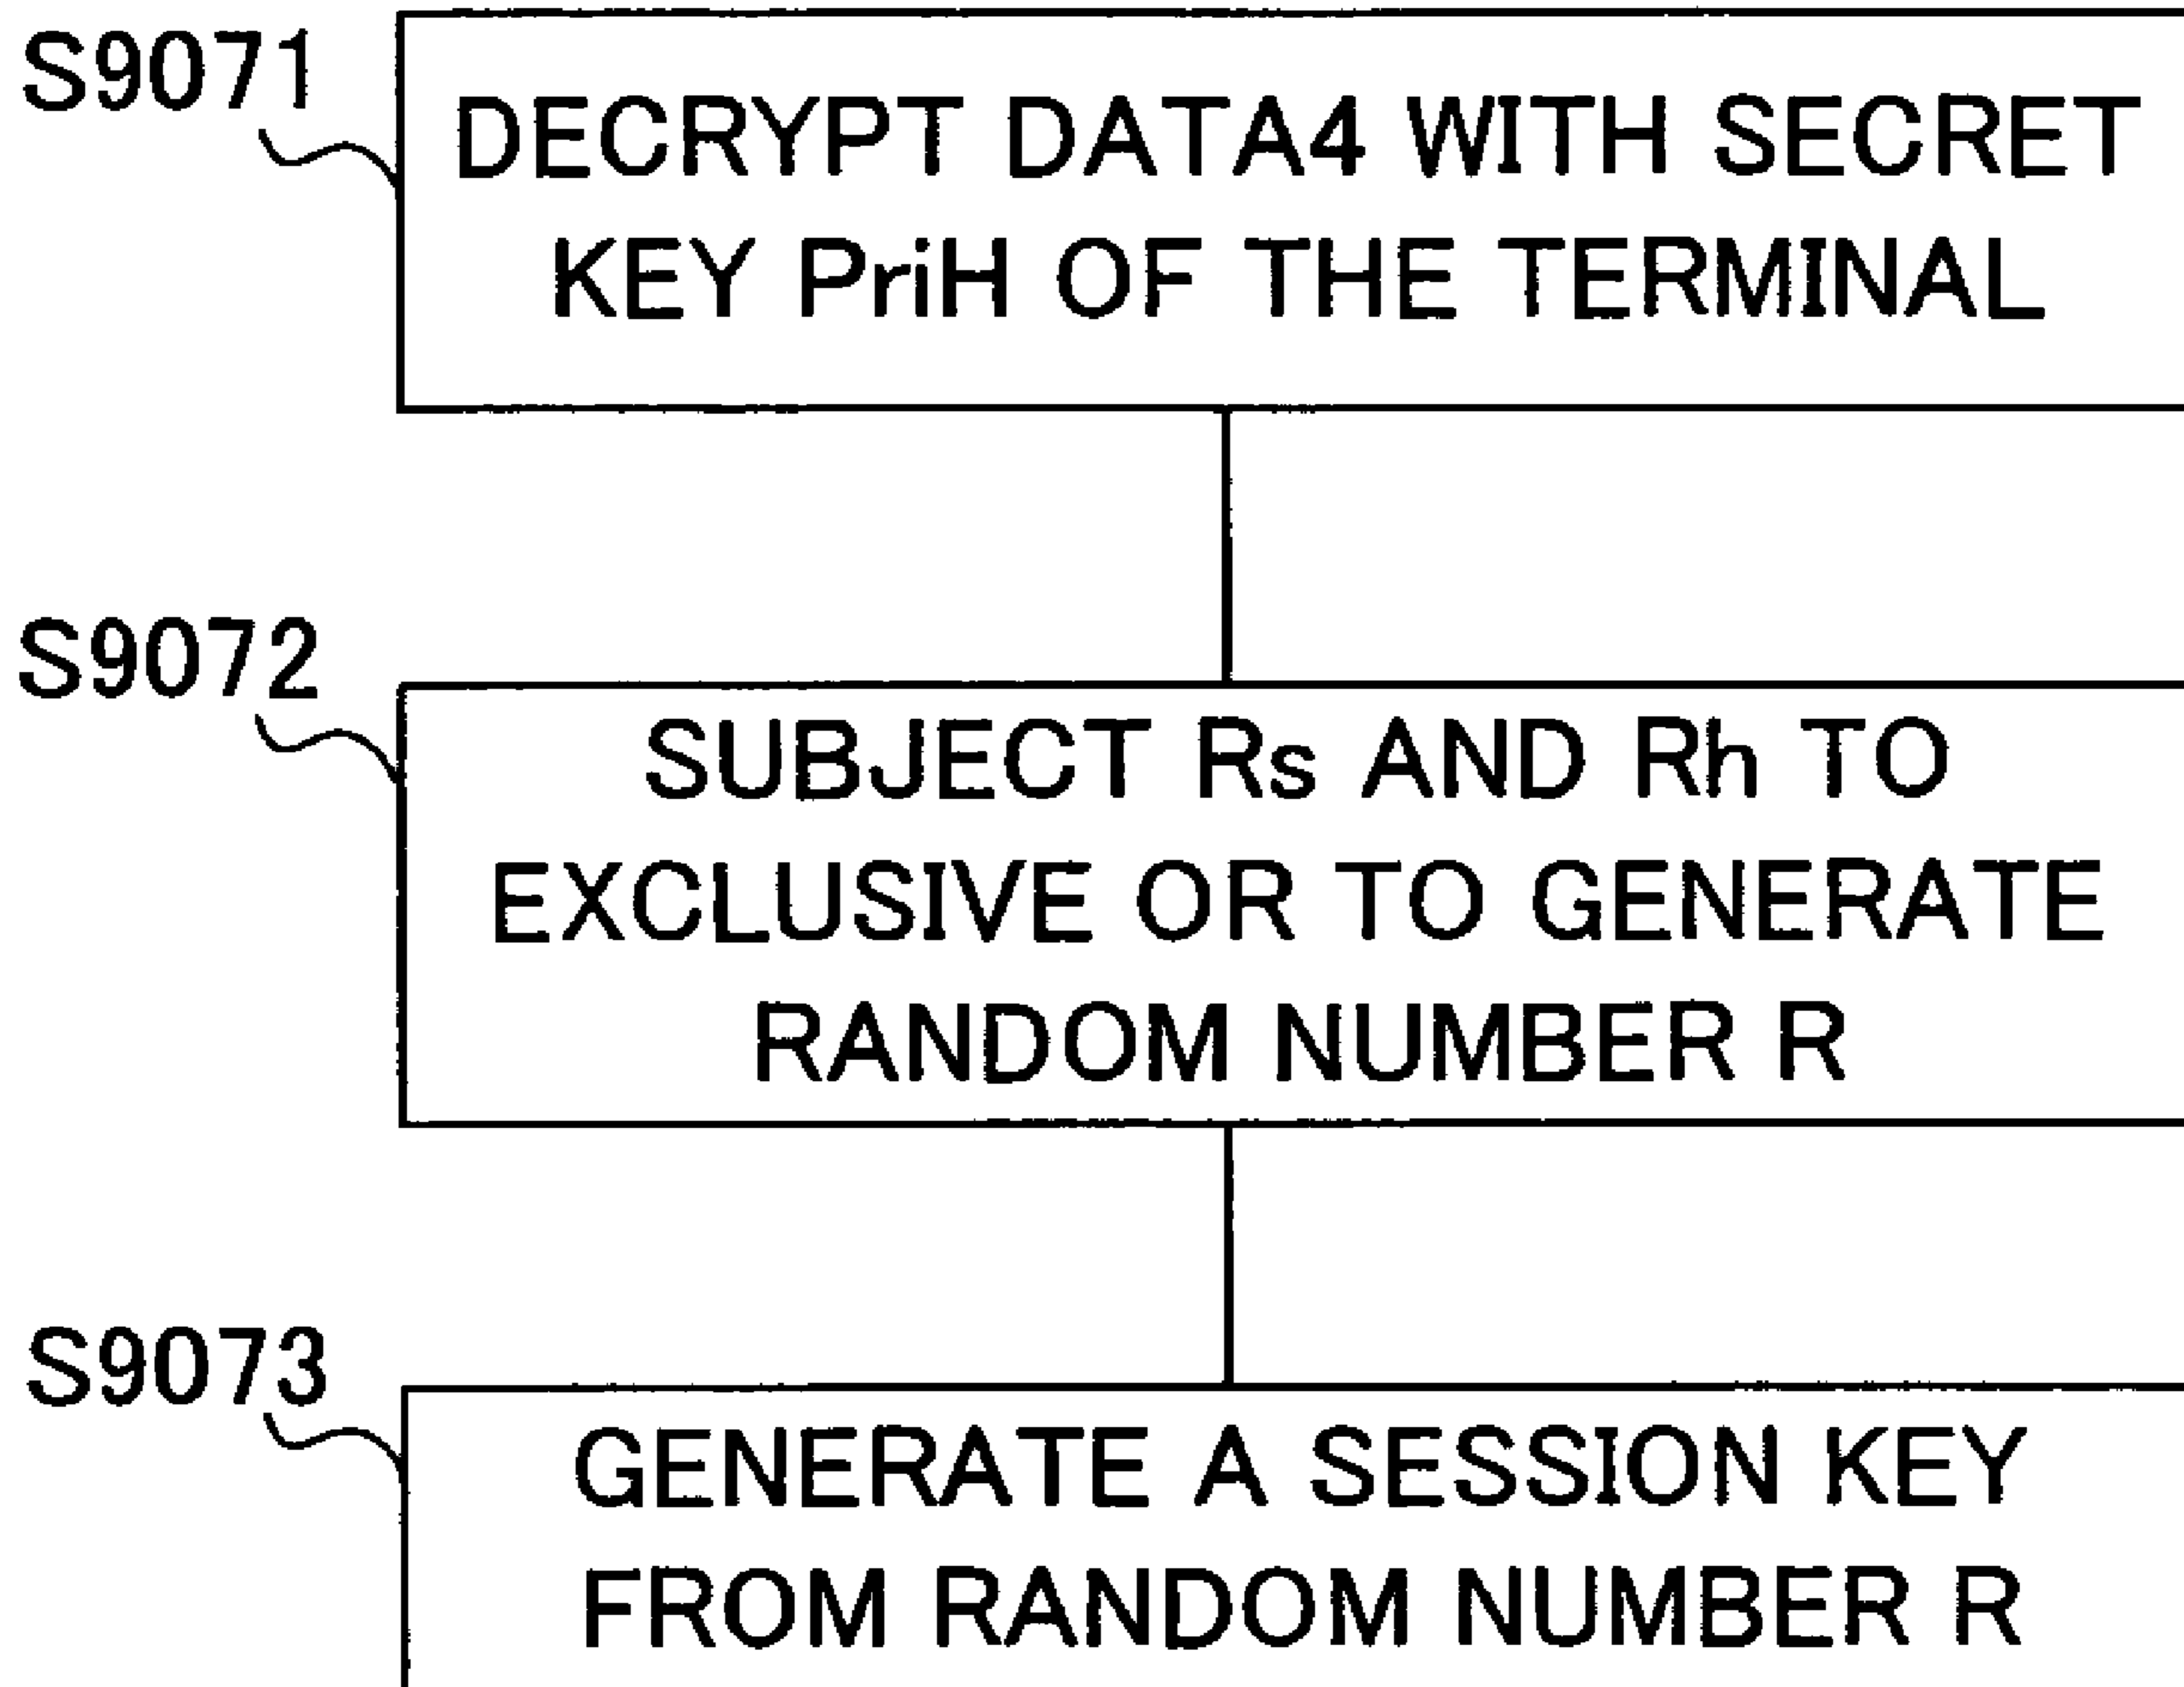 S9071
DECRYPT DATA4 WITH SECRET
KEY PriH OF THE TERMINAL
S9072
SUBJECT Rs AND Rh TO
EXCLUSIVE OR TO GENERATE
RANDOM NUMBER R
S9073
GENERATE A SESSION KEY
FROM RANDOM NUMBER R